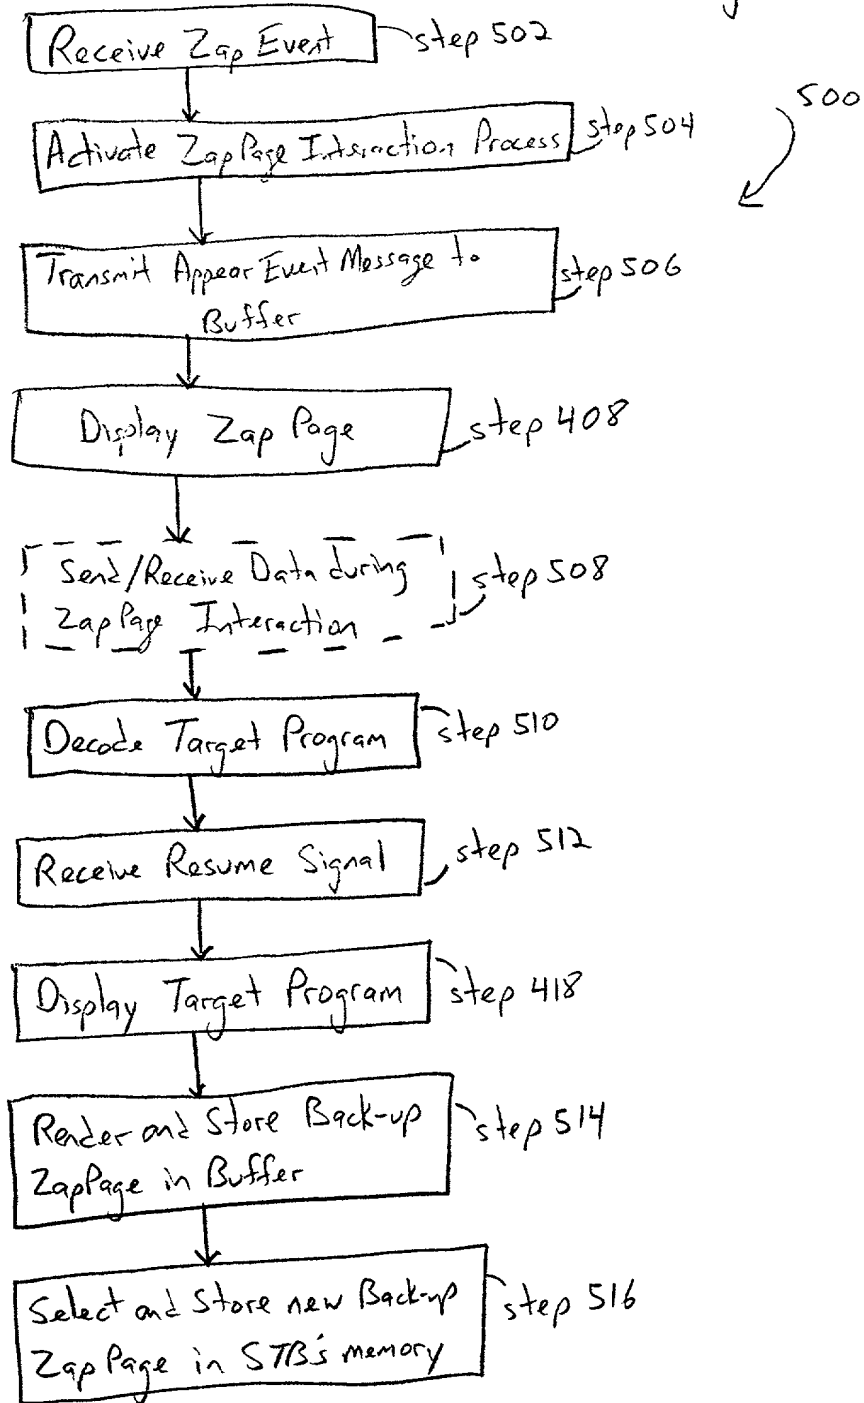 Receive Zap Event
step 502
500
Activate ZapPage Interaction Process
step 504
Transmit Appear Event Message to
Buffer
step 506
Display Zap Page
step 408
Send/Receive Data during
ZapPage Interaction
step 508
Decode Target Program
step 510
Receive Resume Signal
step 512
Display Target Program
step 418
Render and Store Back-up
ZapPage in Buffer
step 514
Select and Store new Back-up
ZapPage in STB's memory
step 516